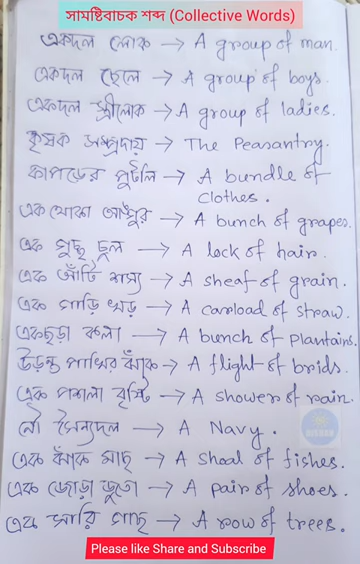 সামষ্টিবাচক শব্দ (Collective Words)
একদল লোক → A group of man.
একদল ছেলে → A group of boys.
একদল স্ত্রীলোক → A group of ladies.
কৃষক সম্প্রদায় → The Peasantry.
কাপড়ের পুটলি → A bundle of
clothes.
এক থোকা আঙুর → A bunch of grapes.
এক গুচ্ছ চুল → A lock of hair.
এক আঁটি শস্য → A sheaf of grain.
এক গাড়ি খড় → A carload of straw.
একছড়া কলা → A bunch of plantains.
উড়ন্ত পাখির ঝাঁক → A flight of brids.
এক পশলা বৃষ্টি → A shower of rain.
নৌ সৈন্যদল → A Navy.
এক ঝাঁক মাছ → A shoal of fishes.
এক জোড়া জুতা → A pair of shoes.
এক সারি গাছ → A row of trees.
Please like Share and Subscribe